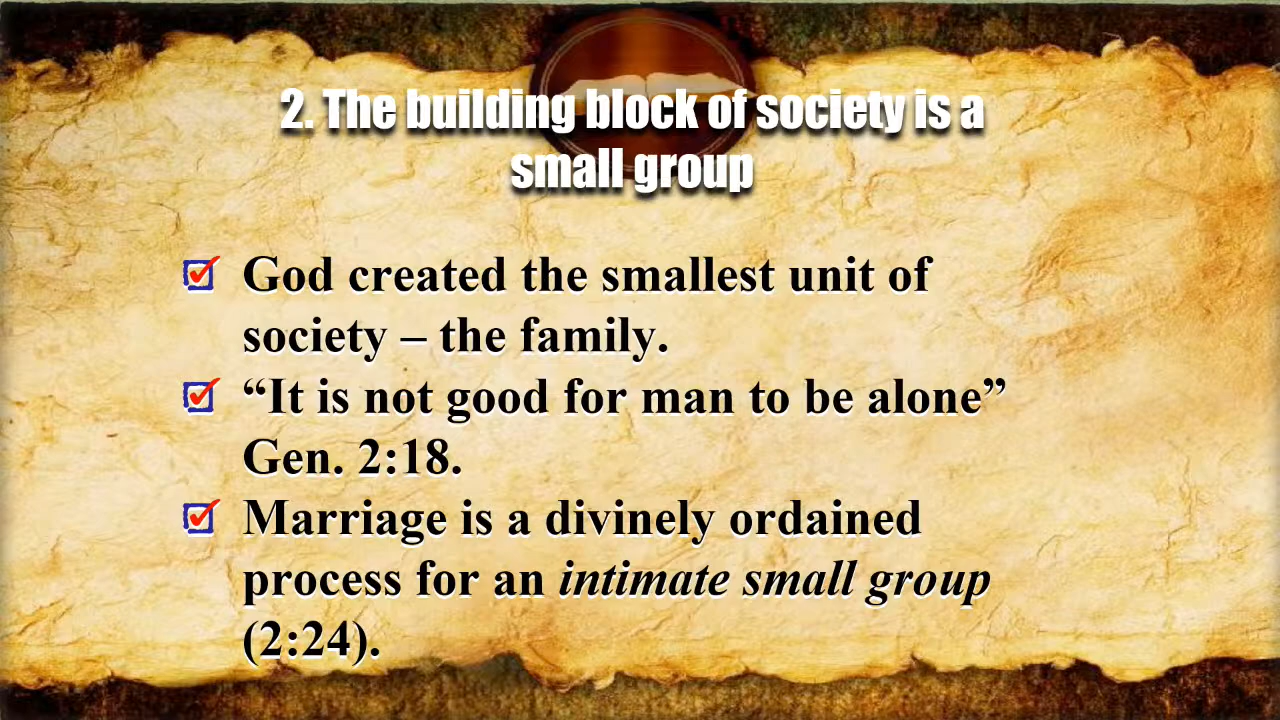 2. The building block of society is a
small group
God created the smallest unit of
society – the family.
“It is not good for man to be alone”
Gen. 2:18.
Marriage is a divinely ordained
process for an intimate small group
(2:24).